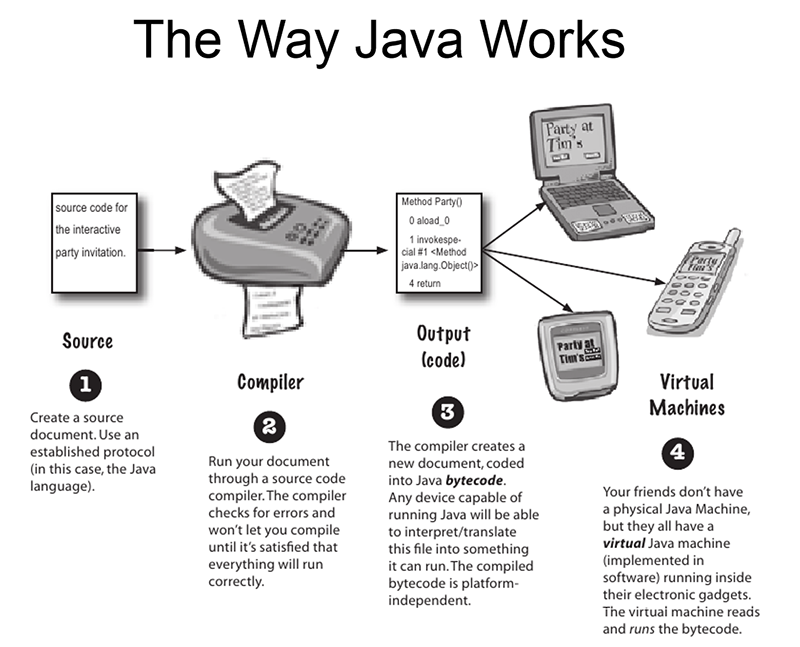 The Way Java Works
source code for
the interactive
party invitation.
Source
1
Create a source
document. Use an
established protocol
(in this case, the Java
language).
Compiler
2
Run your document
through a source code
compiler. The compiler
checks for errors and
won't let you compile
until it's satisfied that
everything will run
correctly.
Method Party()
0 aload_0
1 invokespe-
cial #1 <Method
java.lang.Object()>
4 return
Output
(code)
3
The compiler creates a
new document, coded
into Java bytecode.
Any device capable of
running Java will be able
to interpret/translate
this file into something
it can run. The compiled
bytecode is platform-
independent.
Party at
Tim's
Party
Tim's
Party at
Tim's
Virtual
Machines
4
Your friends don't have
a physical Java Machine,
but they all have a
virtual Java machine
(implemented in
software) running inside
their electronic gadgets.
The virtual machine reads
and runs the bytecode.